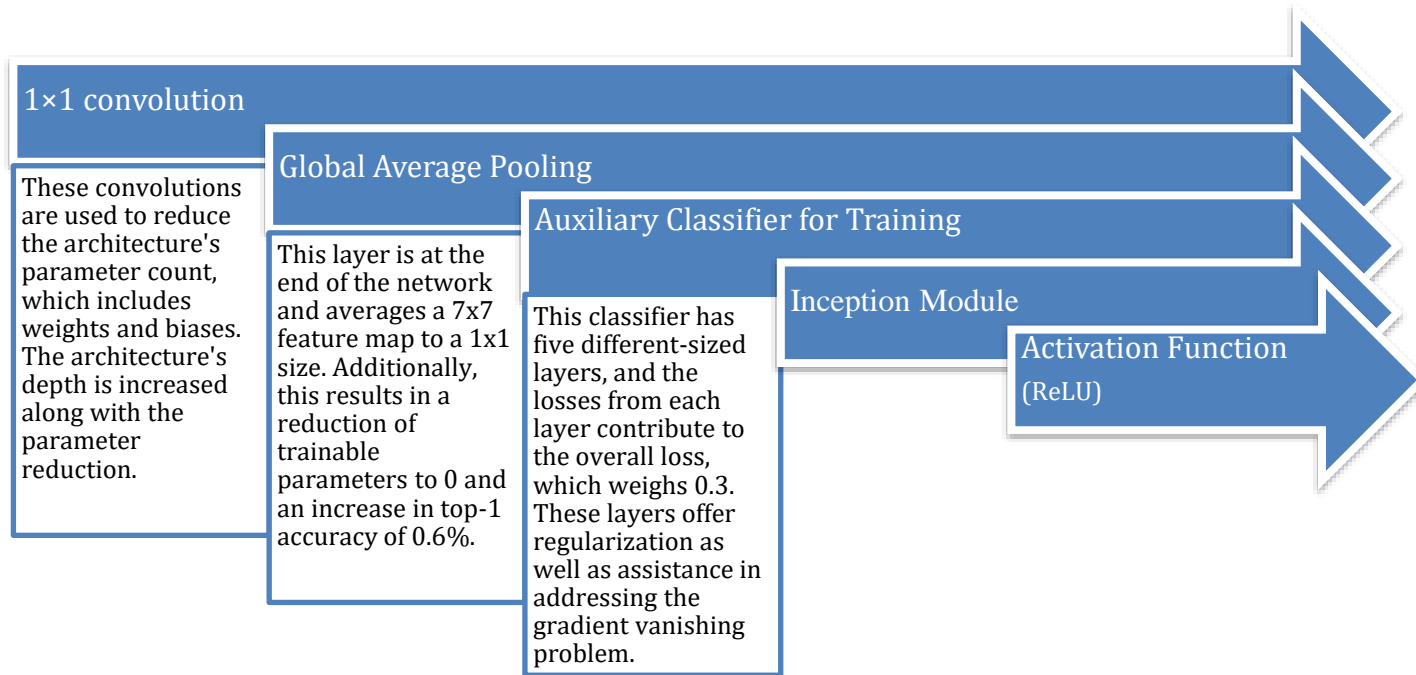 1×1 convolution
These convolutions
are used to reduce
the architecture's
parameter count,
which includes
weights and biases.
The architecture's
depth is increased
along with the
parameter
reduction.
Global Average Pooling
This layer is at the
end of the network
and averages a 7x7
feature map to a 1x1
size. Additionally,
this results in a
reduction of
trainable
parameters to 0 and
an increase in top-1
accuracy of 0.6%.
Auxiliary Classifier for Training
This classifier has
five different-sized
layers, and the
losses from each
layer contribute to
the overall loss,
which weighs 0.3.
These layers offer
regularization as
well as assistance in
addressing the
gradient vanishing
problem.
Inception Module
Activation Function
(ReLU)